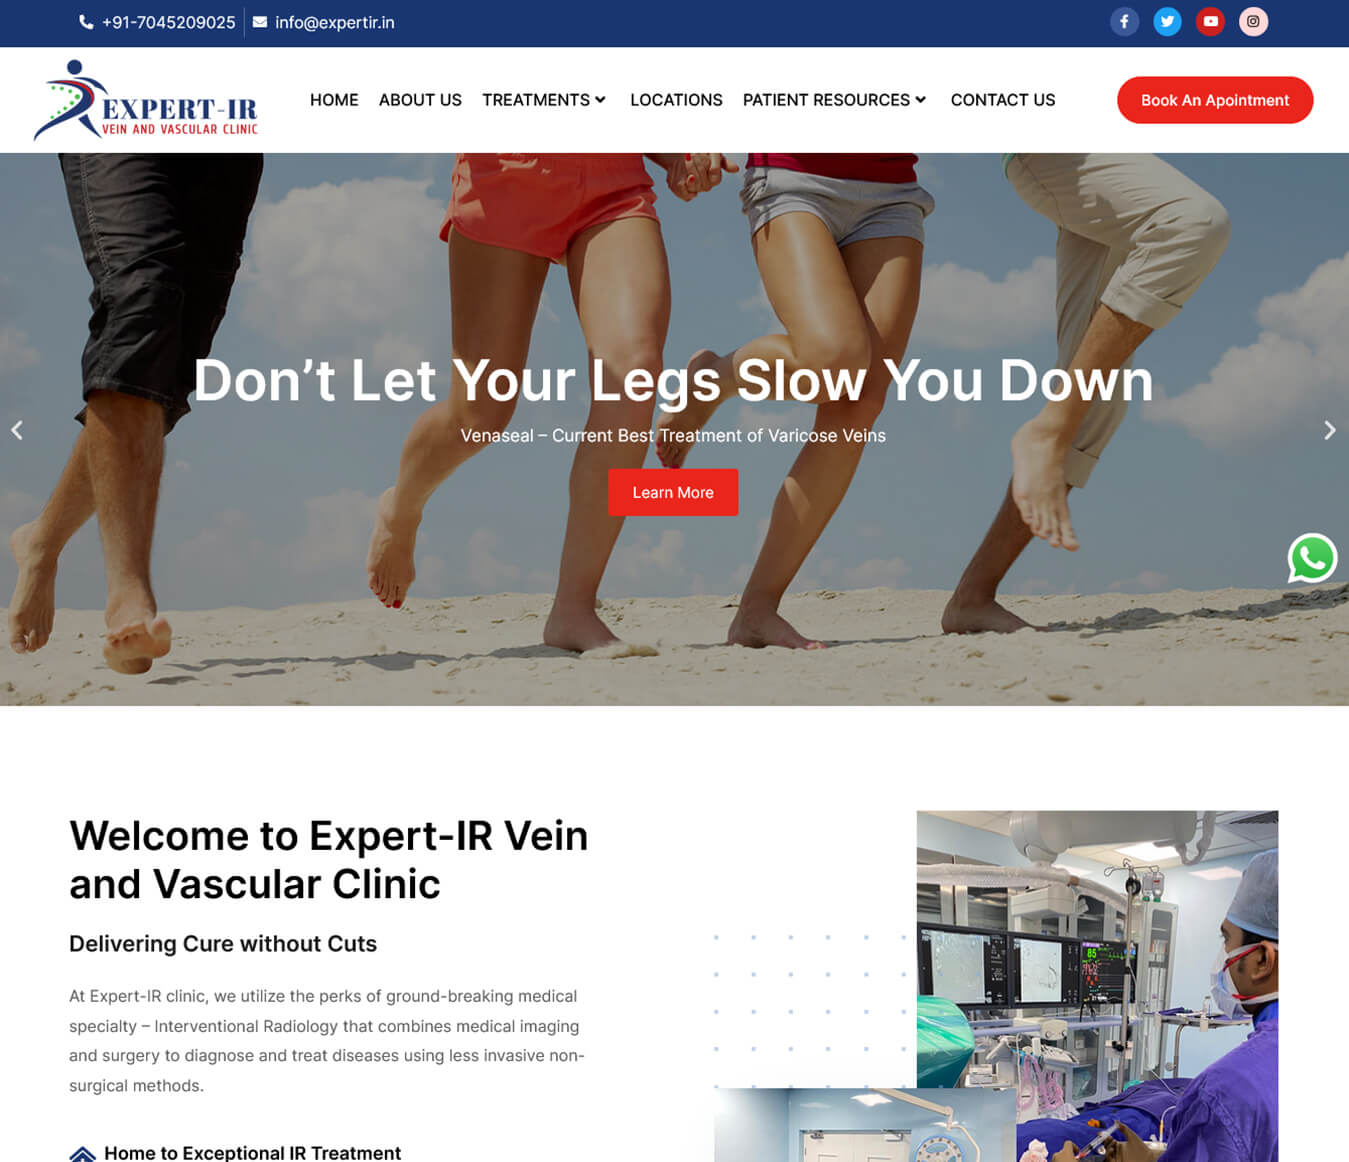 +91-7045209025
info@expertir.in
EXPERT-IR
VEIN AND VASCULAR CLINIC
HOME
ABOUT US
TREATMENTS
LOCATIONS
PATIENT RESOURCES
CONTACT US
Book An Apointment
Don’t Let Your Legs Slow You Down
Venaseal – Current Best Treatment of Varicose Veins
Learn More
Welcome to Expert-IR Vein
and Vascular Clinic
Delivering Cure without Cuts
At Expert-IR clinic, we utilize the perks of ground-breaking medical
specialty – Interventional Radiology that combines medical imaging
and surgery to diagnose and treat diseases using less invasive non-
surgical methods.
85
Home to Exceptional IR Treatment